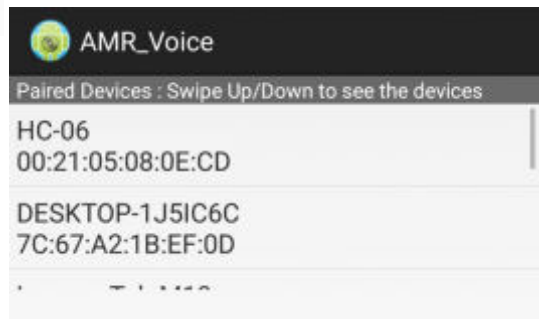 AMR_Voice
Paired Devices : Swipe Up/Down to see the devices
HC-06
00:21:05:08:0E:CD
DESKTOP-1J5IC6C
7C:67:A2:1B:EF:0D